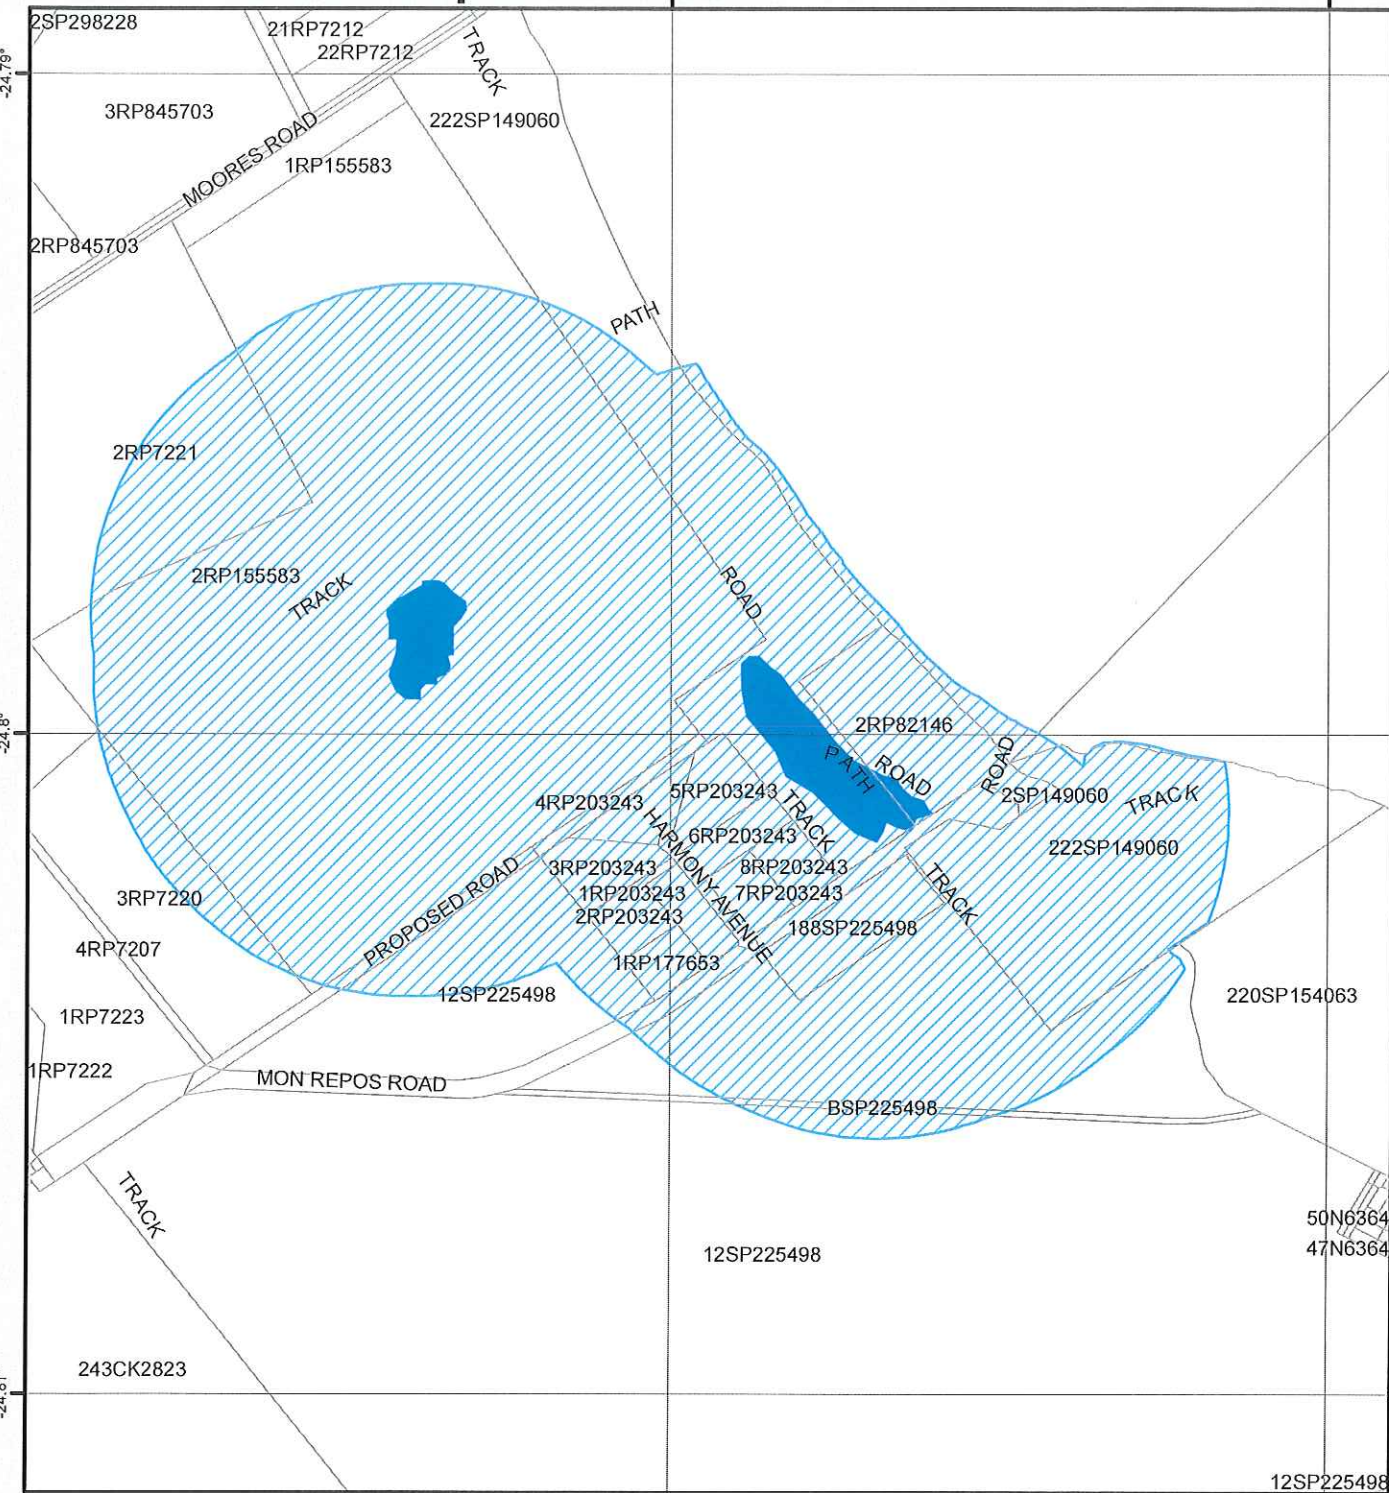 2SP298228
21RP7212
22RP7212
TRACK
-24.79°
3RP845703
222SP149060
MOORES ROAD
1RP155583
2RP845703
PATH
2RP7221
2RP155583
TRACK
ROAD
-24.8°
2RP82146
PATH
ROAD
ROAD
5RP203243
2SP149060
TRACK
4RP203243
TRACK
HARMONY AVENUE
6RP203243
222SP149060
3RP203243
8RP203243
1RP203243
7RP203243
TRACK
3RP7220
PROPOSED ROAD
2RP203243
188SP225498
4RP7207
1RP177653
12SP225498
220SP154063
1RP7223
1RP7222
MON REPOS ROAD
BSP225498
TRACK
50N6364
47N6364
12SP225498
243CK2823
-24.81°
12SP225498